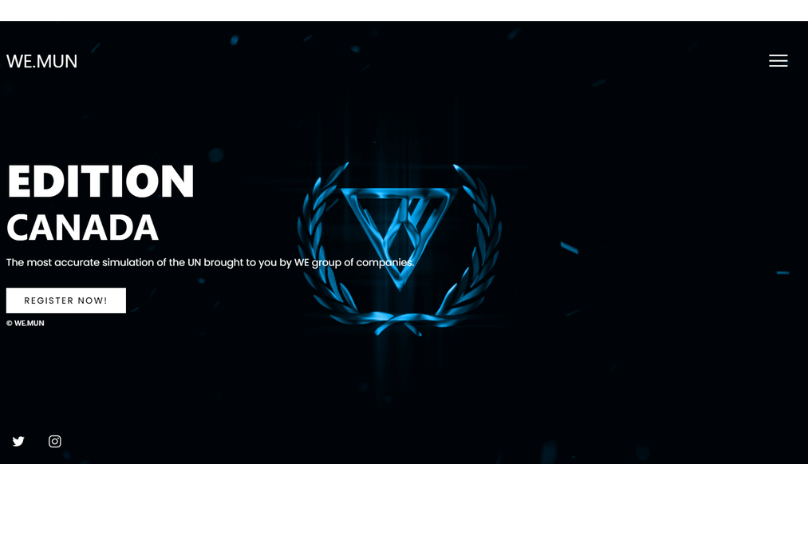 WE.MUN
EDITION
CANADA
The most accurate simulation of the UN brought to you by WE group of companies.
REGISTER NOW!
© WE.MUN